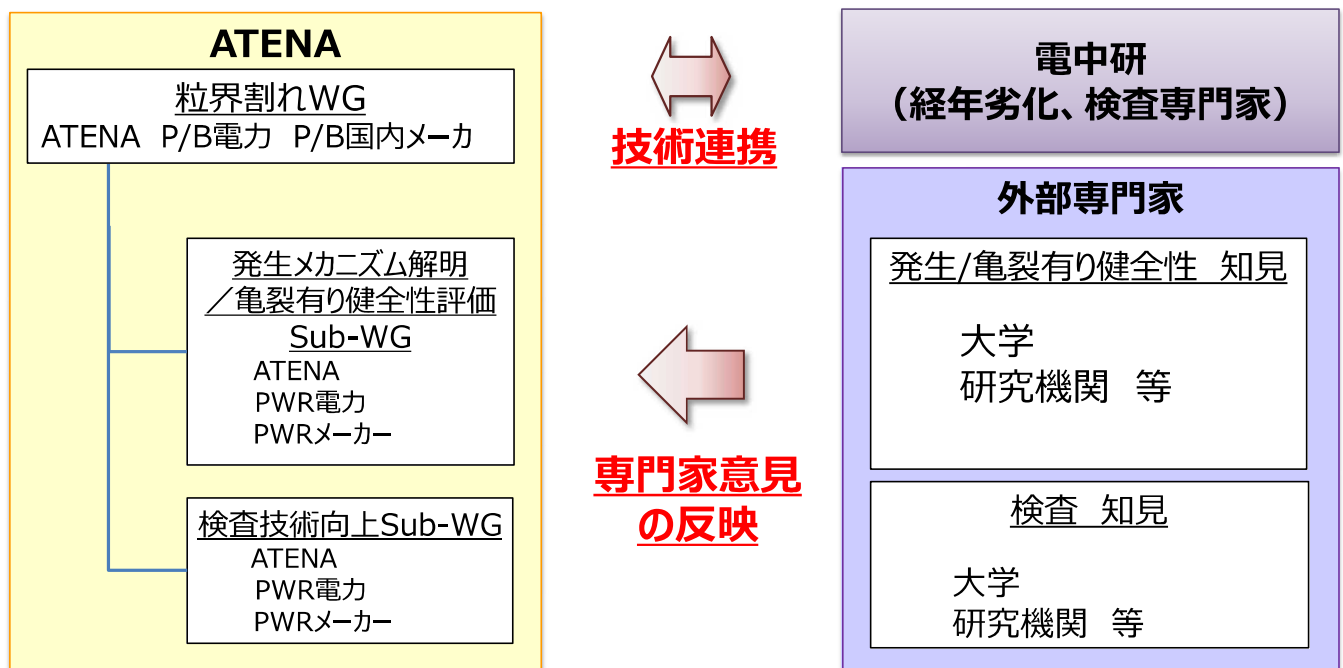 ATENA
粒界割れWG
ATENA P/B電力 P/B国内メーカ
発生メカニズム解明
／亀裂有り健全性評価
Sub-WG
ATENA
PWR電力
PWRメーカー
検査技術向上Sub-WG
ATENA
PWR電力
PWRメーカー
技術連携
専門家意見
の反映
電中研
（経年劣化、検査専門家）
外部専門家
発生/亀裂有り健全性 知見
大学
研究機関 等
検査 知見
大学
研究機関 等